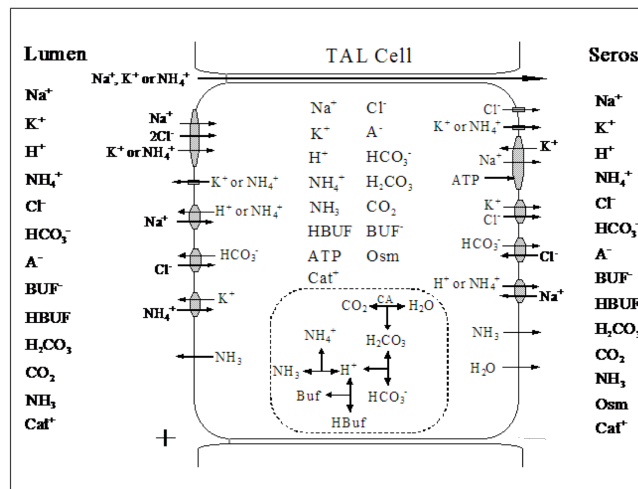 Lumen
TAL Cell
Seros
Na⁺, K⁺ or NH₄⁺
Na⁺
K⁺
H⁺
NH₄⁺
Cl⁻
HCO₃⁻
A⁻
BUF⁻
HBUF
H₂CO₃
CO₂
NH₃
Cat⁺
Na⁺
2Cl⁻
K⁺ or NH₄⁺
K⁺ or NH₄⁺
H⁺ or NH₄⁺
Na⁺
HCO₃⁻
Cl⁻
K⁺
NH₄⁺
NH₃
+
Na⁺ Cl⁻
K⁺ A⁻
H⁺ HCO₃⁻
NH₄⁺ H₂CO₃
NH₃ CO₂
HBUF BUF⁻
ATP Osm
Cat⁺
CO₂ CA H₂O
NH₄⁺ H₂CO₃
NH₃ H⁺
Buf HCO₃⁻
HBuf
Cl⁻
K⁺ or NH₄⁺
K⁺
Na⁺
ATP
K⁺
Cl⁻
HCO₃⁻
Cl⁻
H⁺ or NH₄⁺
Na⁺
NH₃
H₂O
Na⁺
K⁺
H⁺
NH₄⁺
Cl⁻
HCO₃⁻
A⁻
BUF⁻
HBUF
H₂CO₃
CO₂
NH₃
Osm
Cat⁺